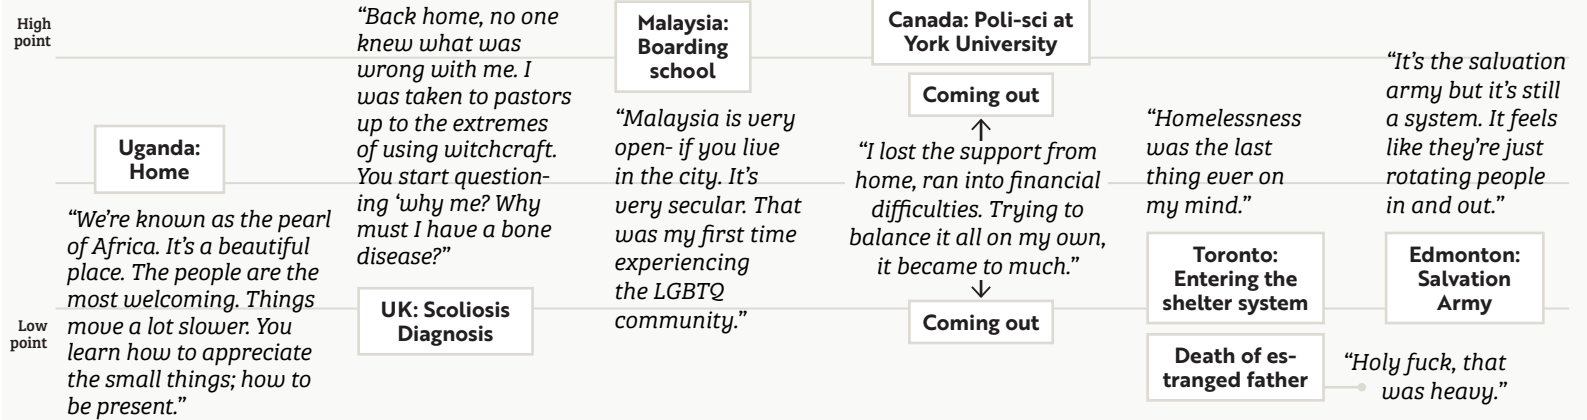 High
point
Low
point
Uganda:
Home
“We’re known as the pearl
of Africa. It’s a beautiful
place. The people are the
most welcoming. Things
move a lot slower. You
learn how to appreciate
the small things; how to
be present.”
“Back home, no one
knew what was
wrong with me. I
was taken to pastors
up to the extremes
of using witchcraft.
You start question-
ing ‘why me? Why
must I have a bone
disease?”
UK: Scoliosis
Diagnosis
Malaysia:
Boarding
school
“Malaysia is very
open- if you live
in the city. It’s
very secular. That
was my first time
experiencing
the LGBTQ
community.”
Canada: Poli-sci at
York University
Coming out
“I lost the support from
home, ran into financial
difficulties. Trying to
balance it all on my own,
it became to much.”
Coming out
“Homelessness
was the last
thing ever on
my mind.”
Toronto:
Entering the
shelter system
Death of es-
tranged father
“Holy fuck, that
was heavy.”
“It’s the salvation
army but it’s still
a system. It feels
like they’re just
rotating people
in and out.”
Edmonton:
Salvation
Army